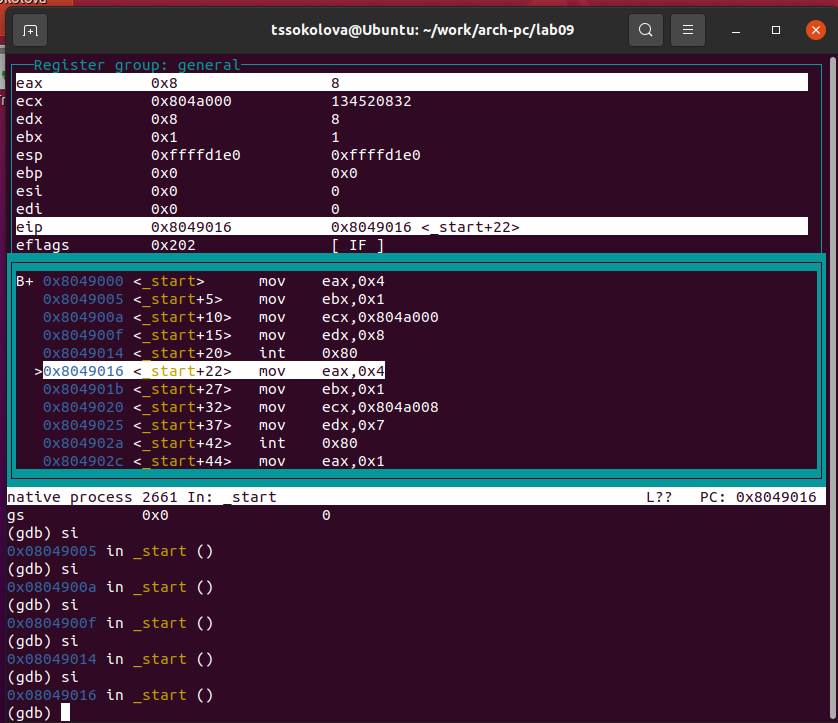 tssokolova@Ubuntu: ~/work/arch-pc/lab09
Register group: general
eax 0x8 8
ecx 0x804a000 134520832
edx 0x8 8
ebx 0x1 1
esp 0xffffd1e0 0xffffd1e0
ebp 0x0 0x0
esi 0x0 0
edi 0x0 0
eip 0x8049016 0x8049016 <_start+22>
eflags 0x202 [ IF ]
B+ 0x8049000 <_start> mov eax,0x4
0x8049005 <_start+5> mov ebx,0x1
0x804900a <_start+10> mov ecx,0x804a000
0x804900f <_start+15> mov edx,0x8
0x8049014 <_start+20> int 0x80
>0x8049016 <_start+22> mov eax,0x4
0x804901b <_start+27> mov ebx,0x1
0x8049020 <_start+32> mov ecx,0x804a008
0x8049025 <_start+37> mov edx,0x7
0x804902a <_start+42> int 0x80
0x804902c <_start+44> mov eax,0x1
native process 2661 In: _start L?? PC: 0x8049016
gs 0x0 0
(gdb) si
0x08049005 in _start ()
(gdb) si
0x0804900a in _start ()
(gdb) si
0x0804900f in _start ()
(gdb) si
0x08049014 in _start ()
(gdb) si
0x08049016 in _start ()
(gdb)